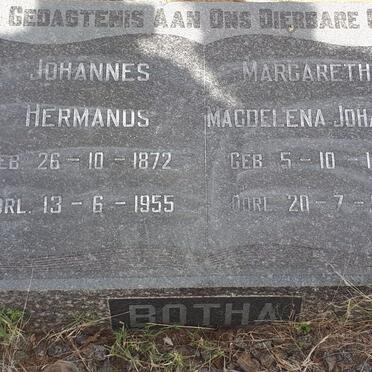 GEDAGTENIS AAN ONS DIERBARE
JOHANNES
HERMANUS
GEB 26-10-1872
OORL. 13-6-1955
MARGARETH
MAGDELENA JOHA
GEB 5-10-1
OORL 20-7-
BOTHA